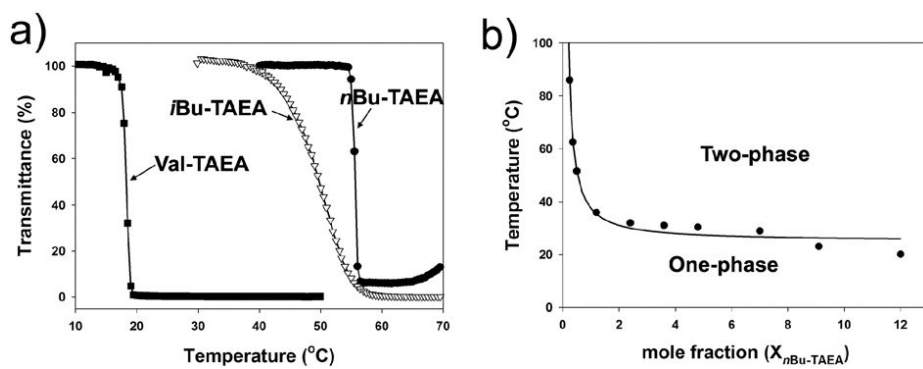 a)
100
80
60
40
20
0
Transmittance (%)
iBu-TAEA
nBu-TAEA
Val-TAEA
10 20 30 40 50 60 70
Temperature (°C)
b)
100
80
60
40
20
0
Temperature (°C)
Two-phase
One-phase
0 2 4 6 8 10 12
mole fraction (XnBu-TAEA)